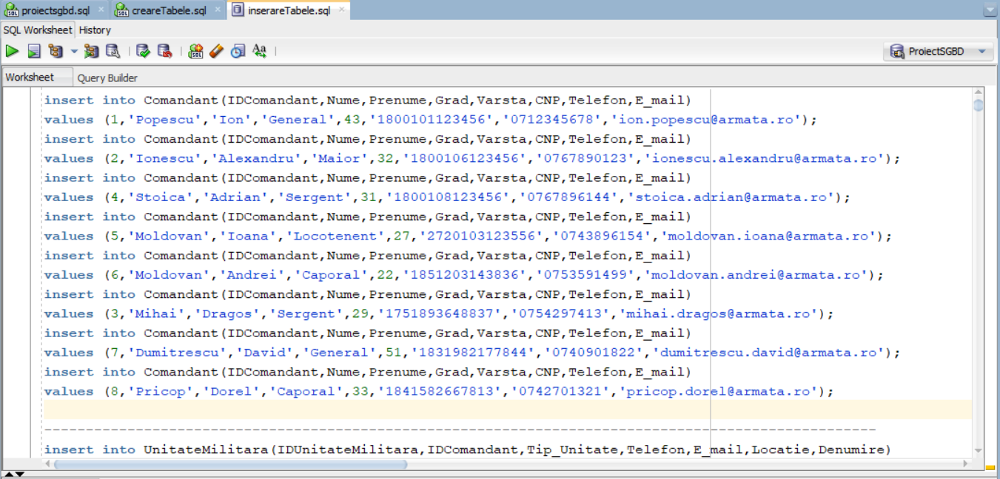 proiectsgbd.sql creareTabele.sql inserareTabele.sql
SQL Worksheet History
ProiectSGBD
Worksheet Query Builder
insert into Comandant(IDComandant,Nume,Prenume,Grad,Varsta,CNP,Telefon,E_mail)
values (1,'Popescu','Ion','General',43,'1800101123456','0712345678','ion.popescu@armata.ro');
insert into Comandant(IDComandant,Nume,Prenume,Grad,Varsta,CNP,Telefon,E_mail)
values (2,'Ionescu','Alexandru','Maior',32,'1800106123456','0767890123','ionescu.alexandru@armata.ro');
insert into Comandant(IDComandant,Nume,Prenume,Grad,Varsta,CNP,Telefon,E_mail)
values (4,'Stoica','Adrian','Sergent',31,'1800108123456','0767896144','stoica.adrian@armata.ro');
insert into Comandant(IDComandant,Nume,Prenume,Grad,Varsta,CNP,Telefon,E_mail)
values (5,'Moldovan','Ioana','Locotenent',27,'2720103123556','0743896154','moldovan.ioana@armata.ro');
insert into Comandant(IDComandant,Nume,Prenume,Grad,Varsta,CNP,Telefon,E_mail)
values (6,'Moldovan','Andrei','Caporal',22,'1851203143836','0753591499','moldovan.andrei@armata.ro');
insert into Comandant(IDComandant,Nume,Prenume,Grad,Varsta,CNP,Telefon,E_mail)
values (3,'Mihai','Dragos','Sergent',29,'1751893648837','0754297413','mihai.dragos@armata.ro');
insert into Comandant(IDComandant,Nume,Prenume,Grad,Varsta,CNP,Telefon,E_mail)
values (7,'Dumitrescu','David','General',51,'1831982177844','0740901822','dumitrescu.david@armata.ro');
insert into Comandant(IDComandant,Nume,Prenume,Grad,Varsta,CNP,Telefon,E_mail)
values (8,'Pricop','Dorel','Caporal',33,'1841582667813','0742701321','pricop.dorel@armata.ro');
----------------------------------------------------------------------------------------------------
insert into UnitateMilitara(IDUnitateMilitara,IDComandant,Tip_Unitate,Telefon,E_mail,Locatie,Denumire)